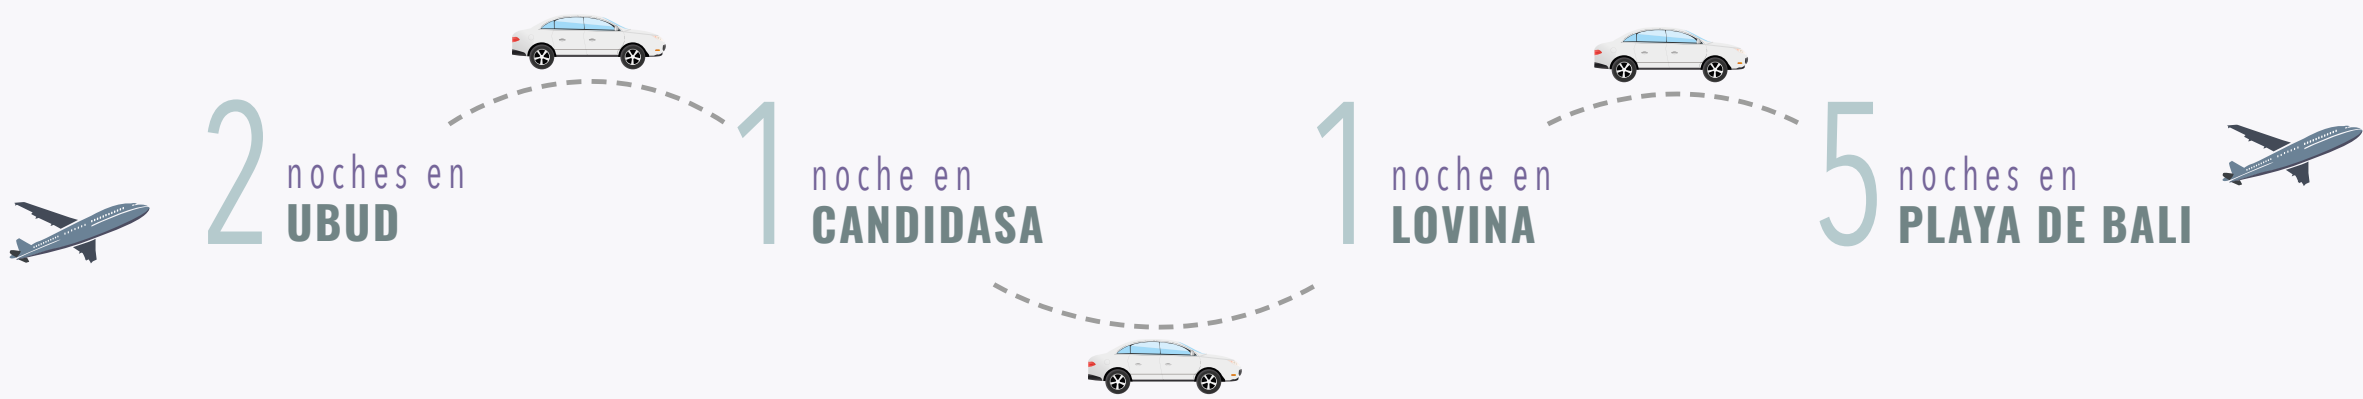 2 noches en
UBUD
1 noche en
CANDIDASA
1 noche en
LOVINA
5 noches en
PLAYA DE BALI